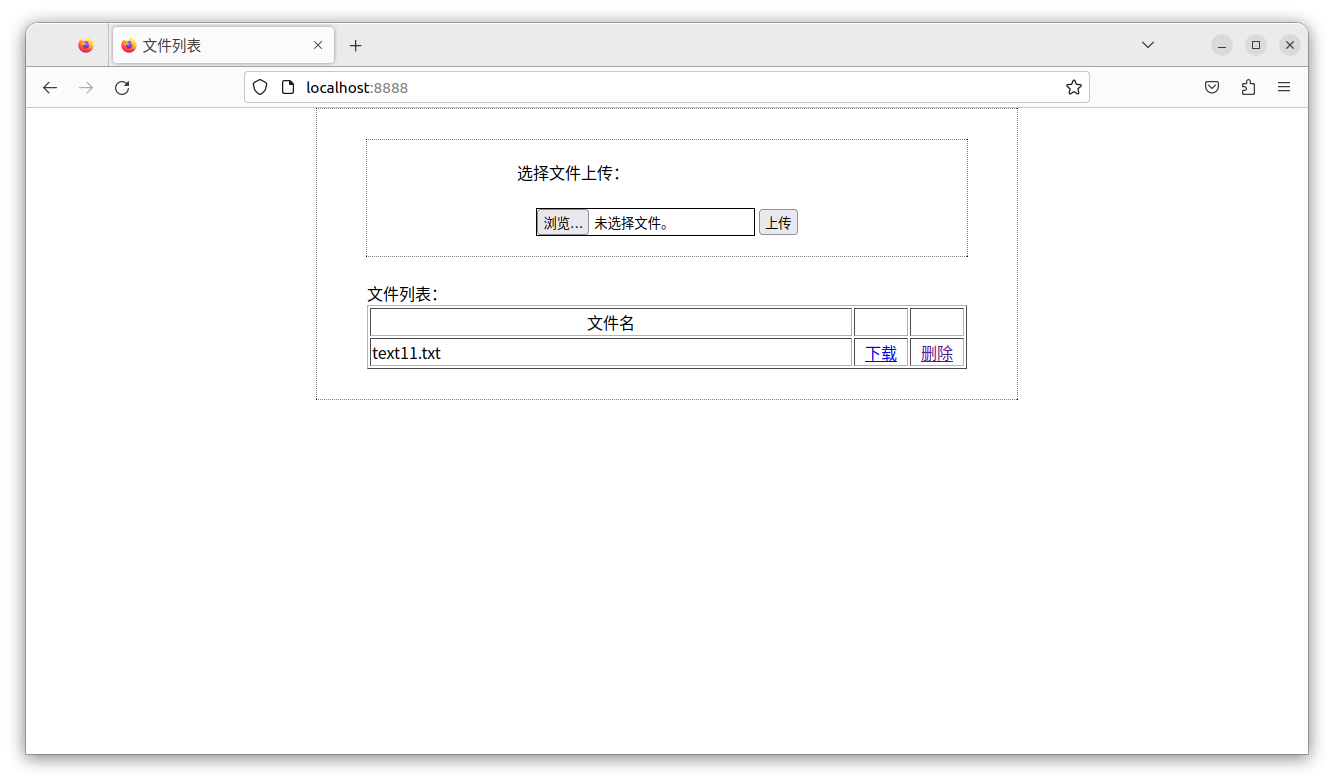 文件列表
localhost:8888
选择文件上传：
浏览... 未选择文件。 上传
文件列表：
文件名
text11.txt 下载 删除